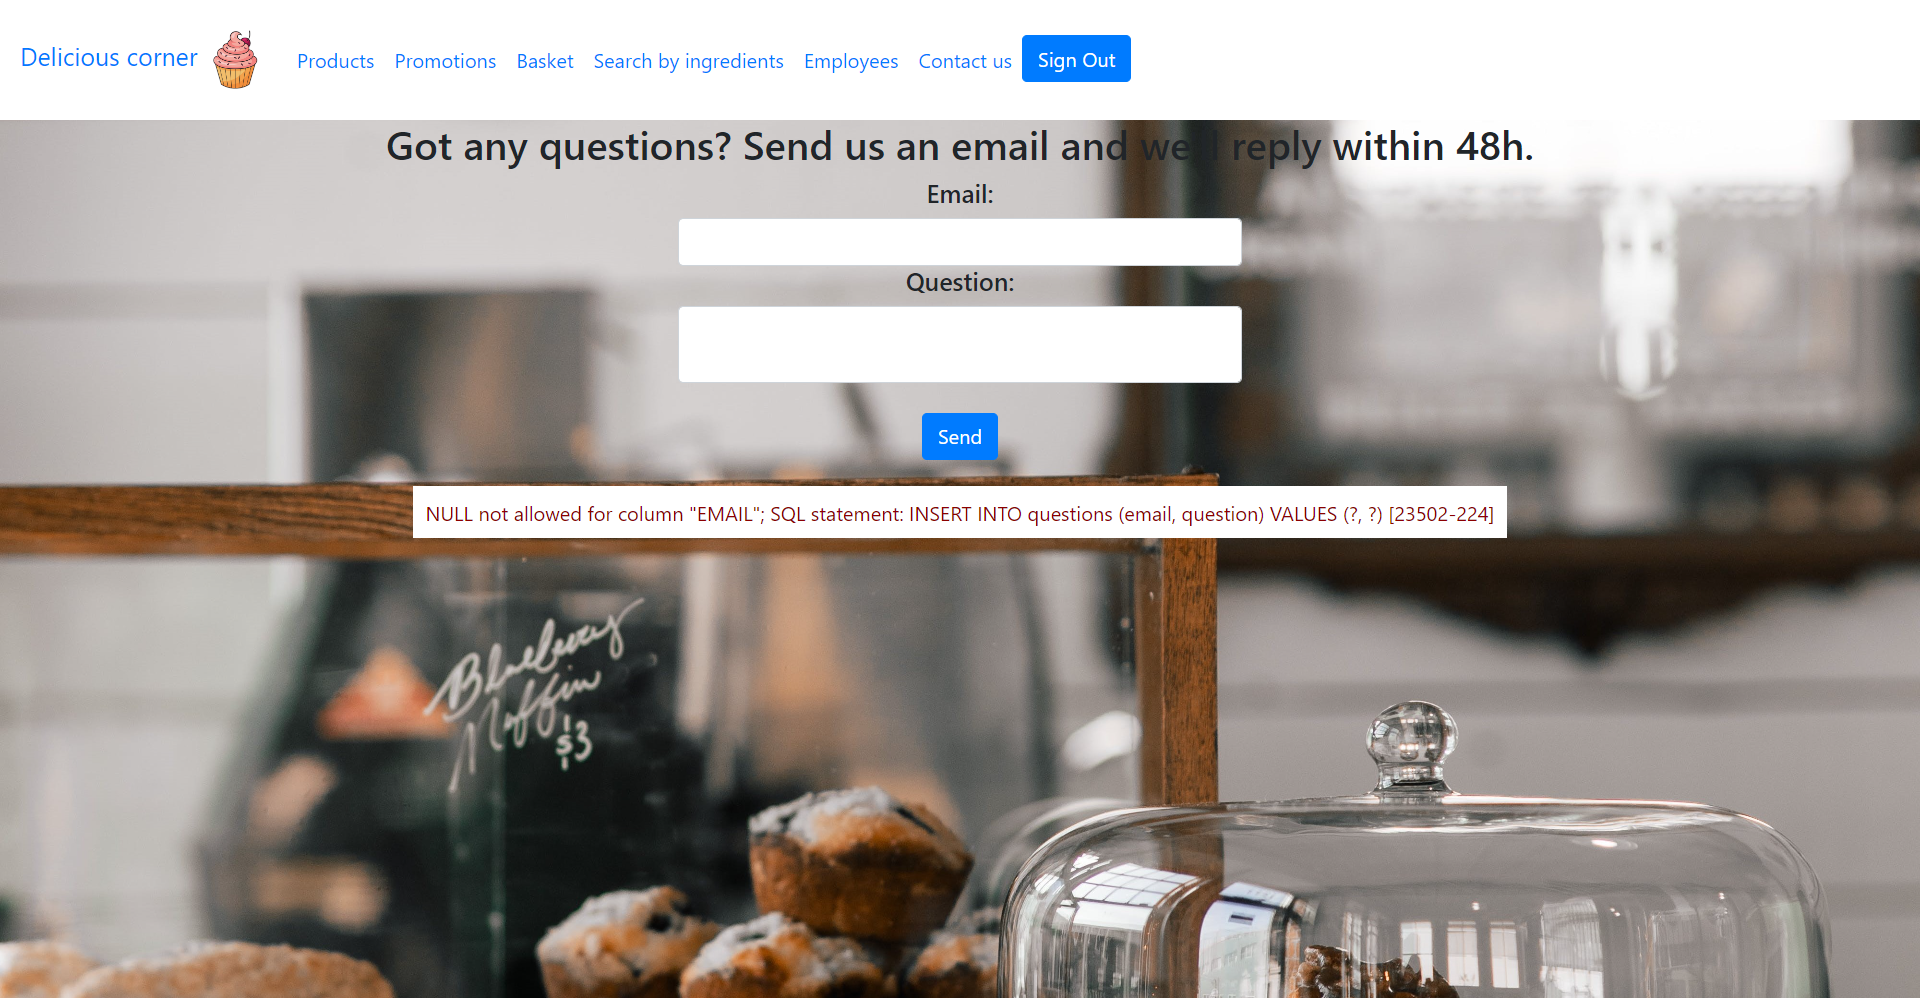 Delicious corner
Products
Promotions
Basket
Search by ingredients
Employees
Contact us
Sign Out
Got any questions? Send us an email and we'll reply within 48h.
Email:
Question:
Send
NULL not allowed for column "EMAIL"; SQL statement: INSERT INTO questions (email, question) VALUES (?, ?) [23502-224]
Blueberry
Muffin
$3